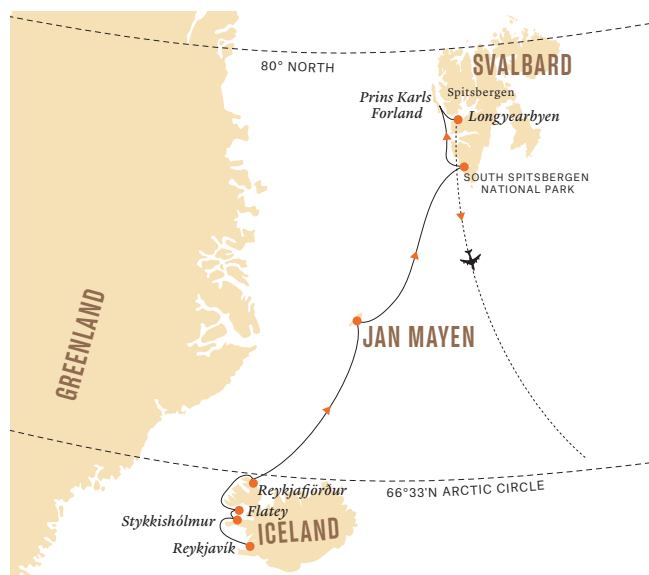 80° NORTH
SVALBARD
Spitsbergen
Prins Karls
Forland
Longyearbyen
SOUTH SPITSBERGEN
NATIONAL PARK
GREENLAND
JAN MAYEN
66°33'N ARCTIC CIRCLE
Reykjafjörður
Flatey
Stykkishólmur
ICELAND
Reykjavík